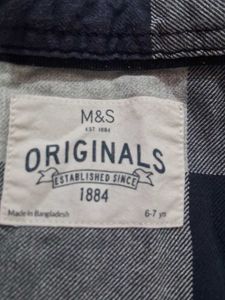 M&S
EST 1884
ORIGINALS
ESTABLISHED SINCE
1884
Made in Bangladesh 6-7 yrs